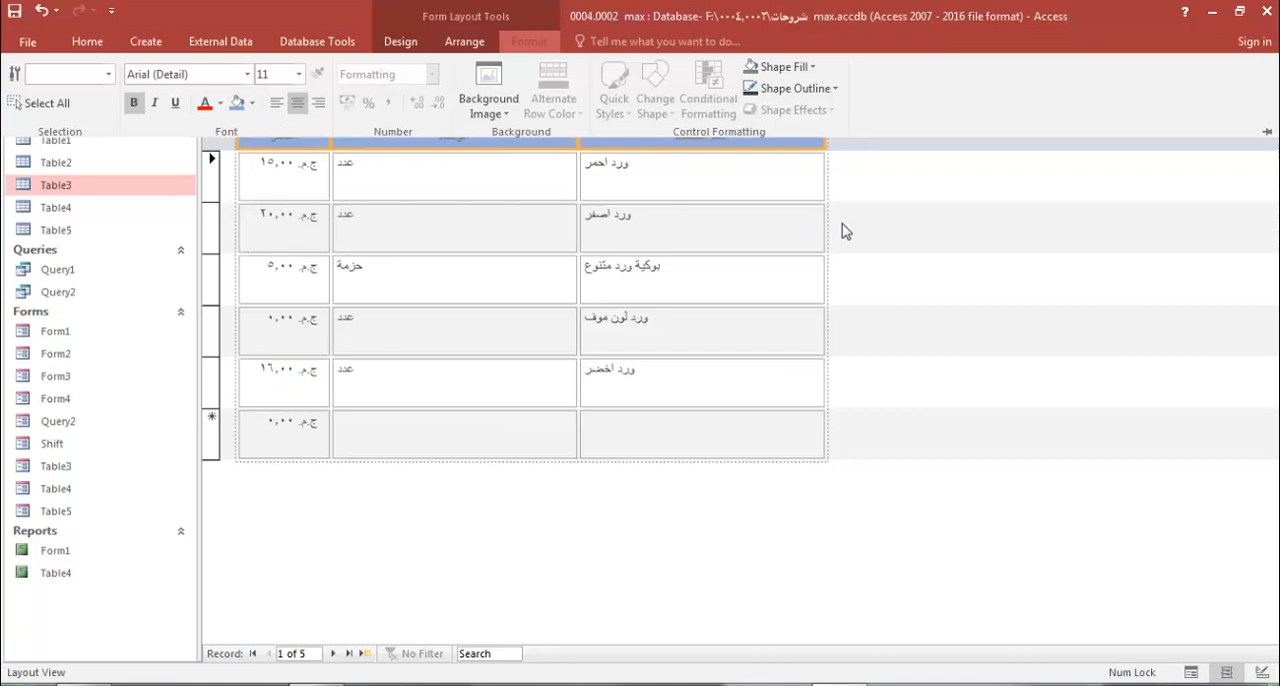 Form Layout Tools
0004.0002 max : Database- F:\شروحات\٠٠٠٤,٠٠٠٢ max.accdb (Access 2007 - 2016 file format) - Access
File Home Create External Data Database Tools Design Arrange Format Tell me what you want to do... Sign in
Arial (Detail) 11 Formatting
Select All
B I U A
Background Image
Alternate Row Color
Quick Styles
Change Shape
Conditional Formatting
Shape Fill
Shape Outline
Shape Effects
Selection Font Number Background Control Formatting
Table1
Table2
Table3
Table4
Table5
Queries
Query1
Query2
Forms
Form1
Form2
Form3
Form4
Query2
Shift
Table3
Table4
Table5
Reports
Form1
Table4
ورد احمر عدد ج.م. ١٥,٠٠
ورد اصفر عدد ج.م. ٢٠,٠٠
بوكية ورد متنوع حزمة ج.م. ٥,٠٠
ورد لون موف عدد ج.م. ٠,٠٠
ورد اخضر عدد ج.م. ١٦,٠٠
ج.م. ٠,٠٠
Record: 1 of 5 No Filter Search
Layout View Num Lock